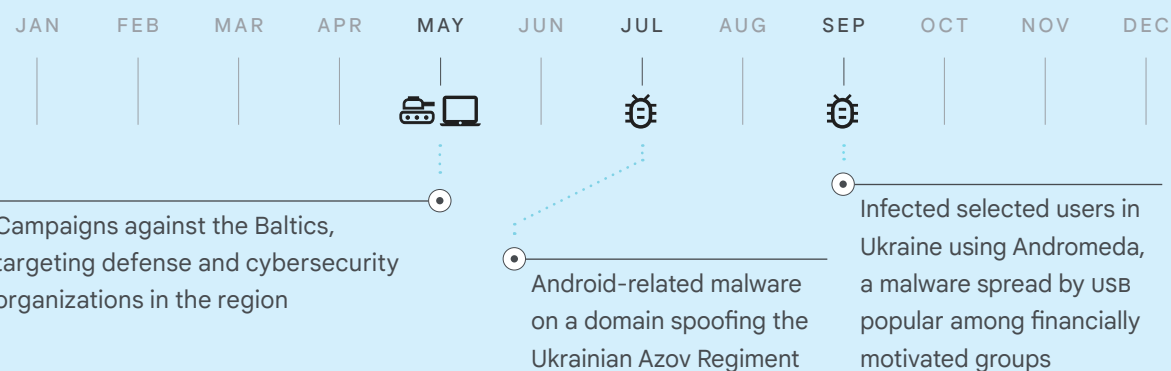 JAN FEB MAR APR MAY JUN JUL AUG SEP OCT NOV DEC
Campaigns against the Baltics,
targeting defense and cybersecurity
organizations in the region
Android-related malware
on a domain spoofing the
Ukrainian Azov Regiment
Infected selected users in
Ukraine using Andromeda,
a malware spread by USB
popular among financially
motivated groups